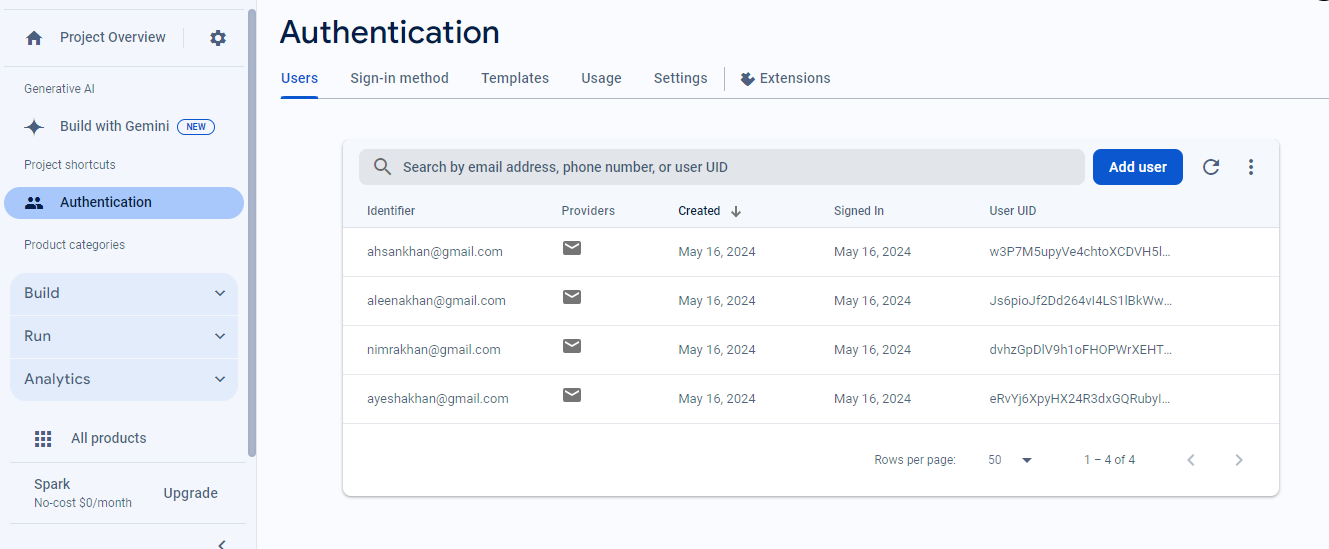 Project Overview
Generative AI
Build with Gemini NEW
Project shortcuts
Authentication
Product categories
Build
Run
Analytics
All products
Spark
No-cost $0/month
Upgrade
Authentication
Users Sign-in method Templates Usage Settings Extensions
Search by email address, phone number, or user UID
Add user
Identifier Providers Created Signed In User UID
ahsankhan@gmail.com May 16, 2024 May 16, 2024 w3P7M5upyVe4chtoXCDVH5l...
aleenakhan@gmail.com May 16, 2024 May 16, 2024 Js6pioJf2Dd264vI4LS1lBkWw...
nimrakhan@gmail.com May 16, 2024 May 16, 2024 dvhzGpDlV9h1oFHOPWrXEHT...
ayeshakhan@gmail.com May 16, 2024 May 16, 2024 eRvYj6XpyHX24R3dxGQRubyI...
Rows per page: 50 1 – 4 of 4